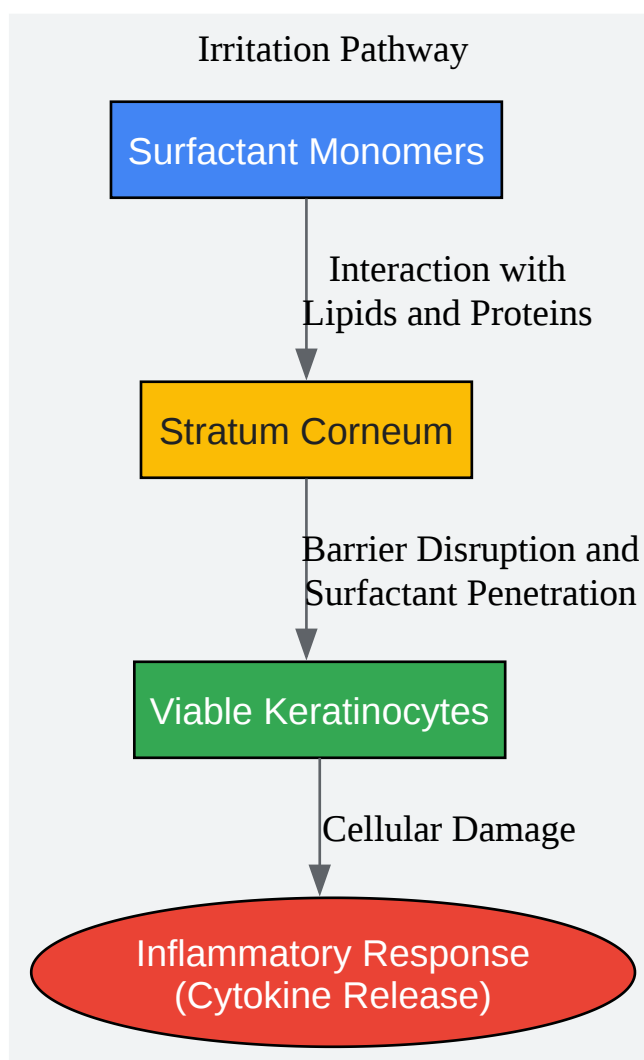 Irritation Pathway
Surfactant Monomers
Interaction with
Lipids and Proteins
Stratum Corneum
Barrier Disruption and
Surfactant Penetration
Viable Keratinocytes
Cellular Damage
Inflammatory Response
(Cytokine Release)